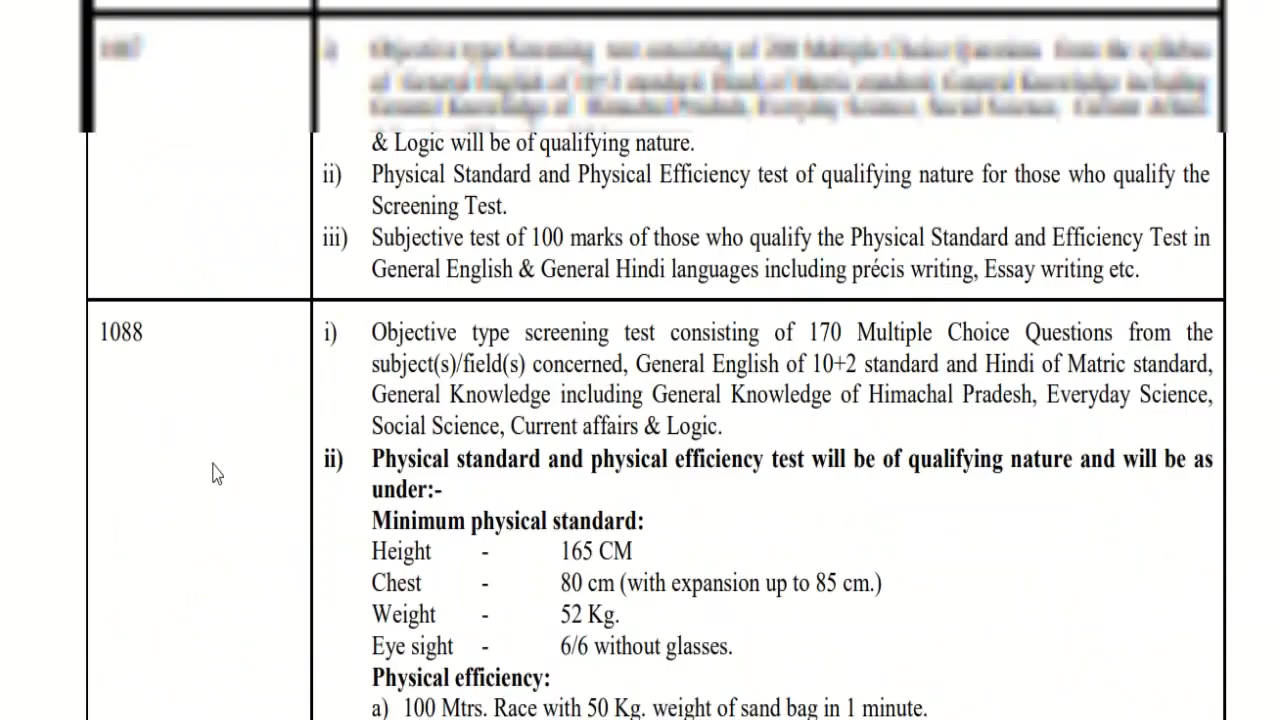 & Logic will be of qualifying nature.
ii) Physical Standard and Physical Efficiency test of qualifying nature for those who qualify the
Screening Test.
iii) Subjective test of 100 marks of those who qualify the Physical Standard and Efficiency Test in
General English & General Hindi languages including précis writing, Essay writing etc.
1088
i) Objective type screening test consisting of 170 Multiple Choice Questions from the
subject(s)/field(s) concerned, General English of 10+2 standard and Hindi of Matric standard,
General Knowledge including General Knowledge of Himachal Pradesh, Everyday Science,
Social Science, Current affairs & Logic.
ii) Physical standard and physical efficiency test will be of qualifying nature and will be as
under:-
Minimum physical standard:
Height - 165 CM
Chest - 80 cm (with expansion up to 85 cm.)
Weight - 52 Kg.
Eye sight - 6/6 without glasses.
Physical efficiency:
a) 100 Mtrs. Race with 50 Kg. weight of sand bag in 1 minute.